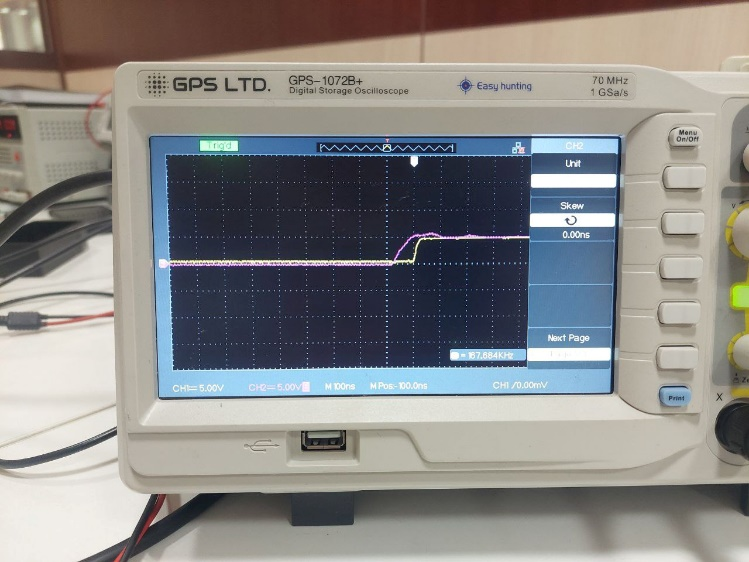 GPS LTD.
GPS-1072B+
Digital Storage Oscilloscope
Easy hunting
70 MHz
1 GSa/s
Trig'd
CH2
Unit
Skew
0.00ns
Next Page
= 167.684KHz
CH1= 5.00V
CH2= 5.00V
M 100ns
M Pos:-100.0ns
CH1 / 0.00mV
Menu
On/Off
Print
X